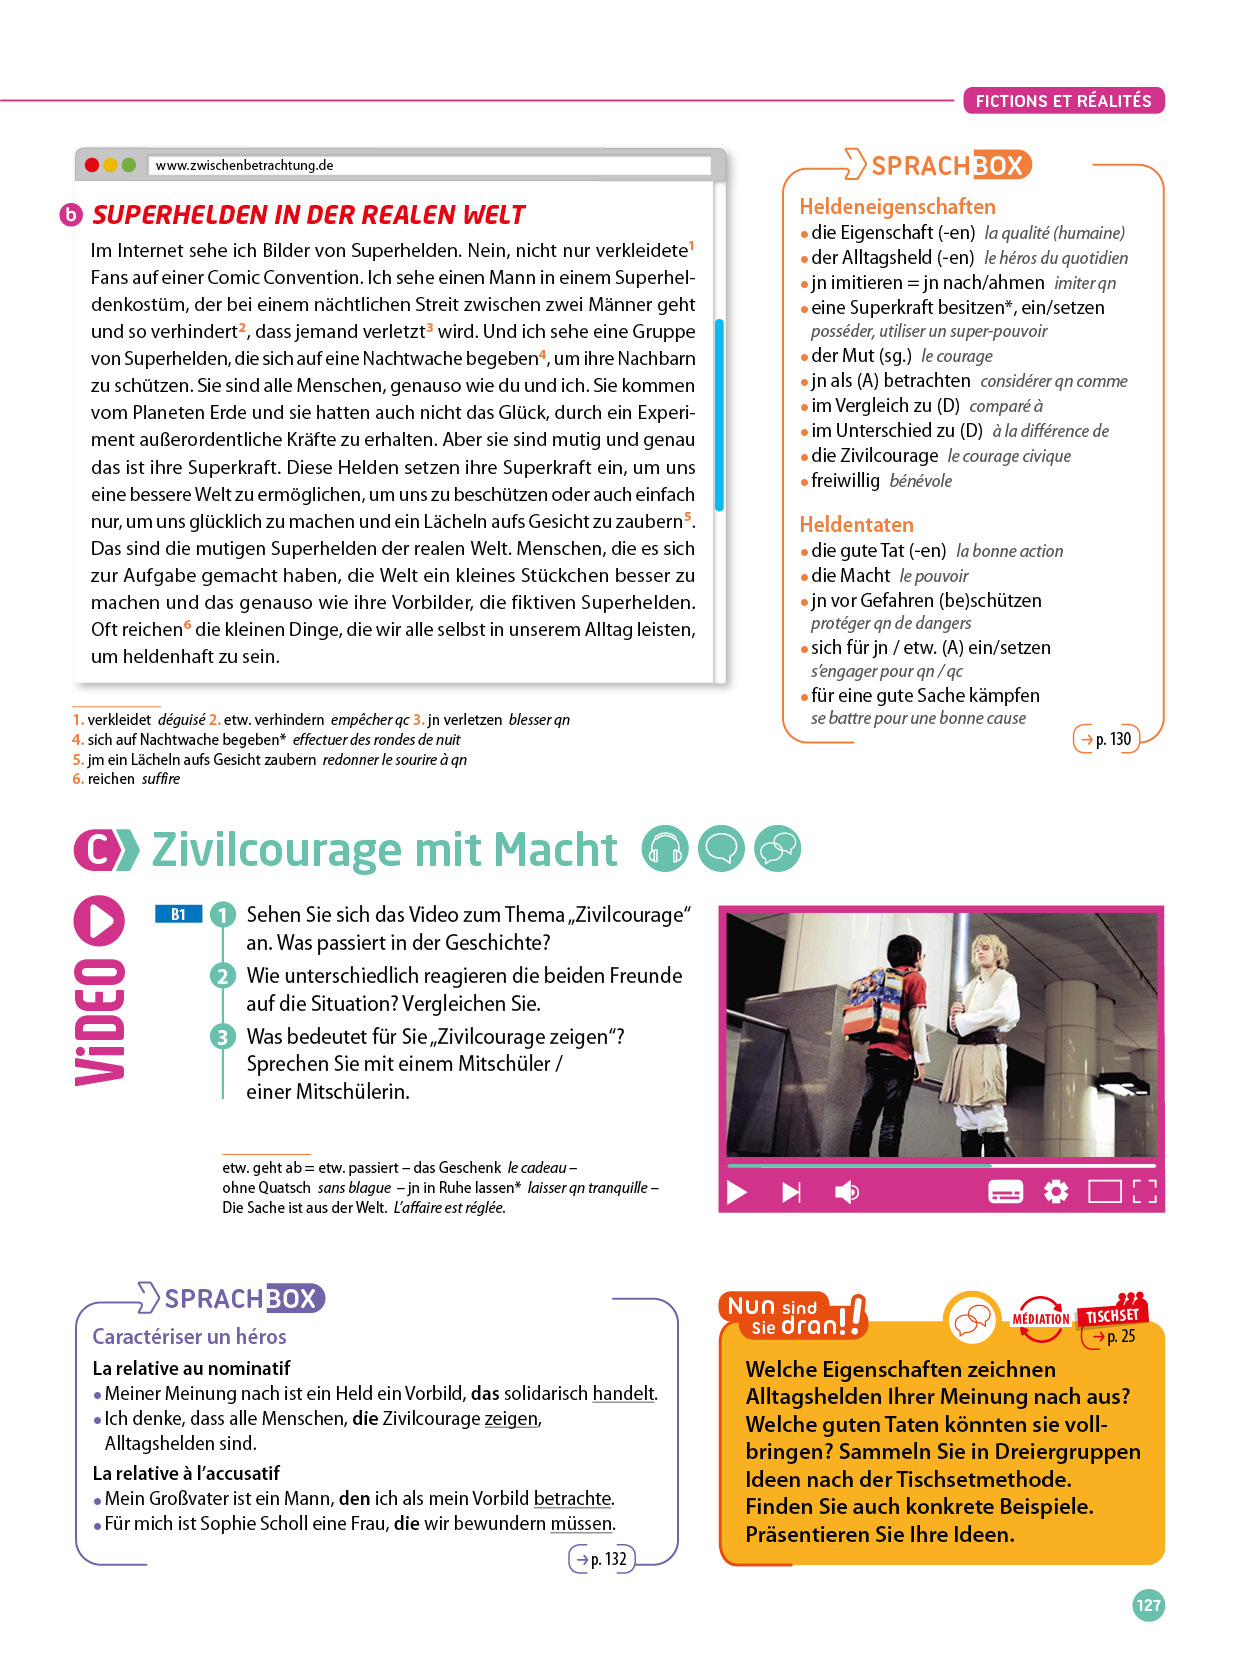 FICTIONS ET RÉALITÉS
www.zwischenbetrachtung.de
b SUPERHELDEN IN DER REALEN WELT
Im Internet sehe ich Bilder von Superhelden. Nein, nicht nur verkleidete1
Fans auf einer Comic Convention. Ich sehe einen Mann in einem Superhel-
denkostüm, der bei einem nächtlichen Streit zwischen zwei Männer geht
und so verhindert2, dass jemand verletzt3 wird. Und ich sehe eine Gruppe
von Superhelden, die sich auf eine Nachtwache begeben4, um ihre Nachbarn
zu schützen. Sie sind alle Menschen, genauso wie du und ich. Sie kommen
vom Planeten Erde und sie hatten auch nicht das Glück, durch ein Experi-
ment außerordentliche Kräfte zu erhalten. Aber sie sind mutig und genau
das ist ihre Superkraft. Diese Helden setzen ihre Superkraft ein, um uns
eine bessere Welt zu ermöglichen, um uns zu beschützen oder auch einfach
nur, um uns glücklich zu machen und ein Lächeln aufs Gesicht zu zaubern5.
Das sind die mutigen Superhelden der realen Welt. Menschen, die es sich
zur Aufgabe gemacht haben, die Welt ein kleines Stückchen besser zu
machen und das genauso wie ihre Vorbilder, die fiktiven Superhelden.
Oft reichen6 die kleinen Dinge, die wir alle selbst in unserem Alltag leisten,
um heldenhaft zu sein.
1. verkleidet déguisé 2. etw. verhindern empêcher qc 3. jn verletzen blesser qn
4. sich auf Nachtwache begeben* effectuer des rondes de nuit
5. jm ein Lächeln aufs Gesicht zaubern redonner le sourire à qn
6. reichen suffire
SPRACHBOX
Heldeneigenschaften
• die Eigenschaft (-en) la qualité (humaine)
• der Alltagsheld (-en) le héros du quotidien
• jn imitieren = jn nach/ahmen imiter qn
• eine Superkraft besitzen*, ein/setzen
posséder, utiliser un super-pouvoir
• der Mut (sg.) le courage
• jn als (A) betrachten considérer qn comme
• im Vergleich zu (D) comparé à
• im Unterschied zu (D) à la différence de
• die Zivilcourage le courage civique
• freiwillig bénévole
Heldentaten
• die gute Tat (-en) la bonne action
• die Macht le pouvoir
• jn vor Gefahren (be)schützen
protéger qn de dangers
• sich für jn / etw. (A) ein/setzen
s'engager pour qn / qc
• für eine gute Sache kämpfen
se battre pour une bonne cause
→ p. 130
C Zivilcourage mit Macht
ViDEO
B1
1 Sehen Sie sich das Video zum Thema „Zivilcourage“
an. Was passiert in der Geschichte?
2 Wie unterschiedlich reagieren die beiden Freunde
auf die Situation? Vergleichen Sie.
3 Was bedeutet für Sie „Zivilcourage zeigen“?
Sprechen Sie mit einem Mitschüler /
einer Mitschülerin.
etw. geht ab = etw. passiert – das Geschenk le cadeau –
ohne Quatsch sans blague – jn in Ruhe lassen* laisser qn tranquille –
Die Sache ist aus der Welt. L'affaire est réglée.
SPRACHBOX
Caractériser un héros
La relative au nominatif
• Meiner Meinung nach ist ein Held ein Vorbild, das solidarisch handelt.
• Ich denke, dass alle Menschen, die Zivilcourage zeigen,
Alltagshelden sind.
La relative à l'accusatif
• Mein Großvater ist ein Mann, den ich als mein Vorbild betrachte.
• Für mich ist Sophie Scholl eine Frau, die wir bewundern müssen.
→ p. 132
Nun sind
Sie dran!!
MÉDIATION
TISCHSET
→ p. 25
Welche Eigenschaften zeichnen
Alltagshelden Ihrer Meinung nach aus?
Welche guten Taten könnten sie voll-
bringen? Sammeln Sie in Dreiergruppen
Ideen nach der Tischsetmethode.
Finden Sie auch konkrete Beispiele.
Präsentieren Sie Ihre Ideen.
127